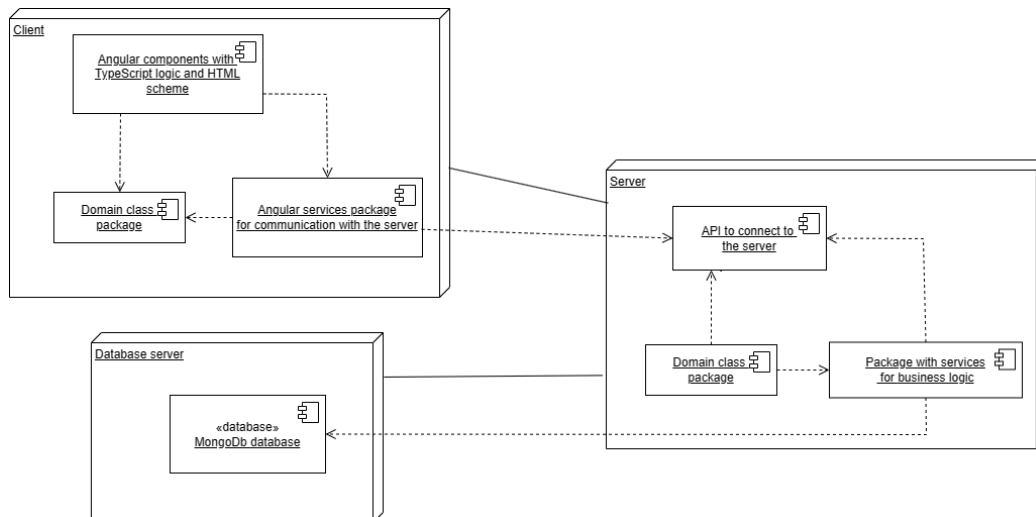 Client
Angular components with
TypeScript logic and HTML
scheme
Domain class
package
Angular services package
for communication with the server
Server
API to connect to
the server
Domain class
package
Package with services
for business logic
Database server
«database»
MongoDb database